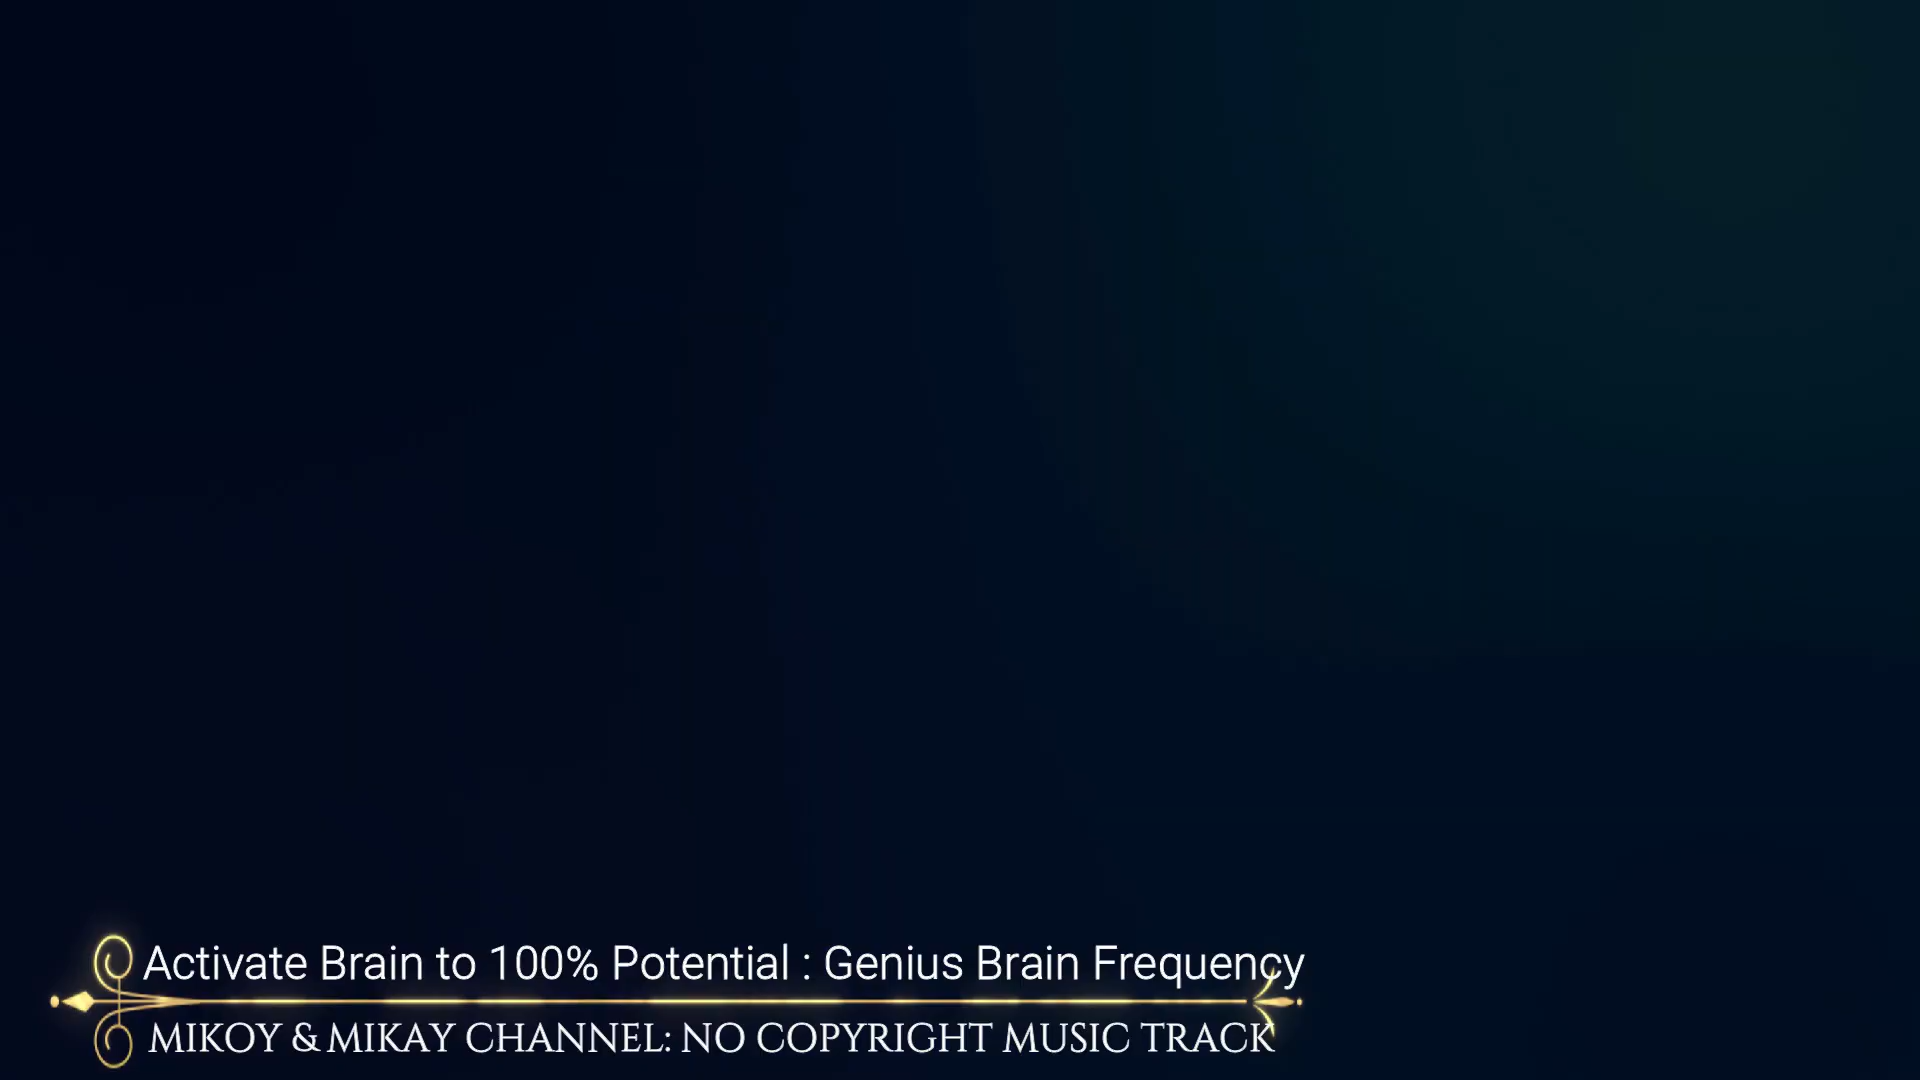 Activate Brain to 100% Potential : Genius Brain Frequency
MIKOY & MIKAY CHANNEL: NO COPYRIGHT MUSIC TRACK